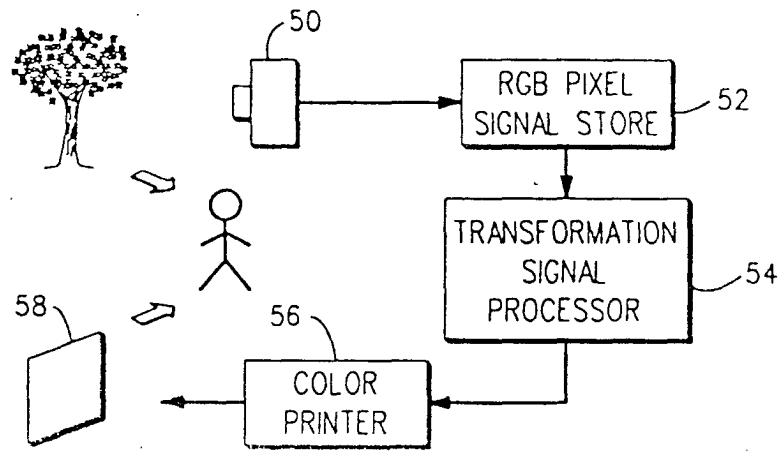 50
RGB PIXEL
SIGNAL STORE
52
TRANSFORMATION
SIGNAL
PROCESSOR
54
58
56
COLOR
PRINTER